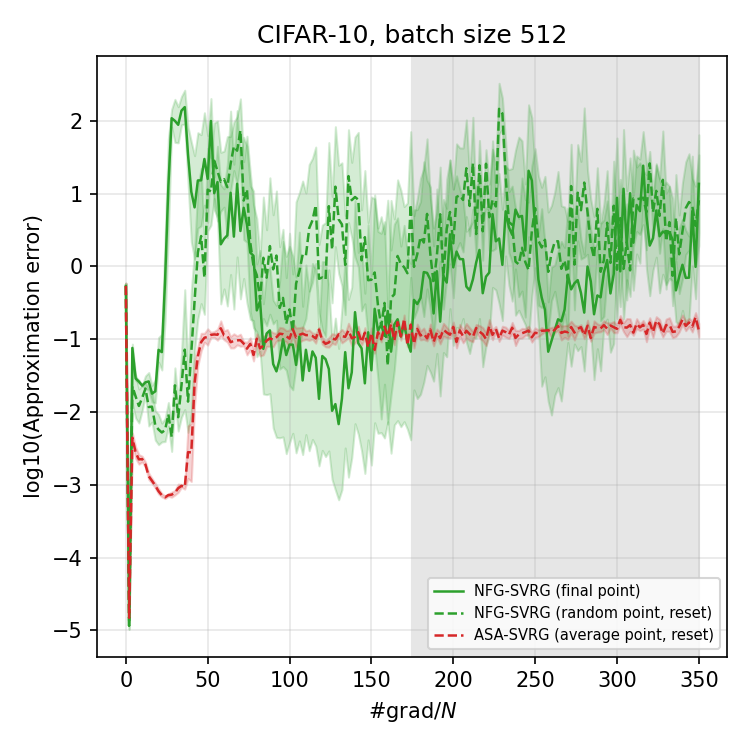 CIFAR-10, batch size 512
log10(Approximation error)
2
1
0
−1
−2
−3
−4
−5
NFG-SVRG (final point)
NFG-SVRG (random point, reset)
ASA-SVRG (average point, reset)
0 50 100 150 200 250 300 350
#grad/N